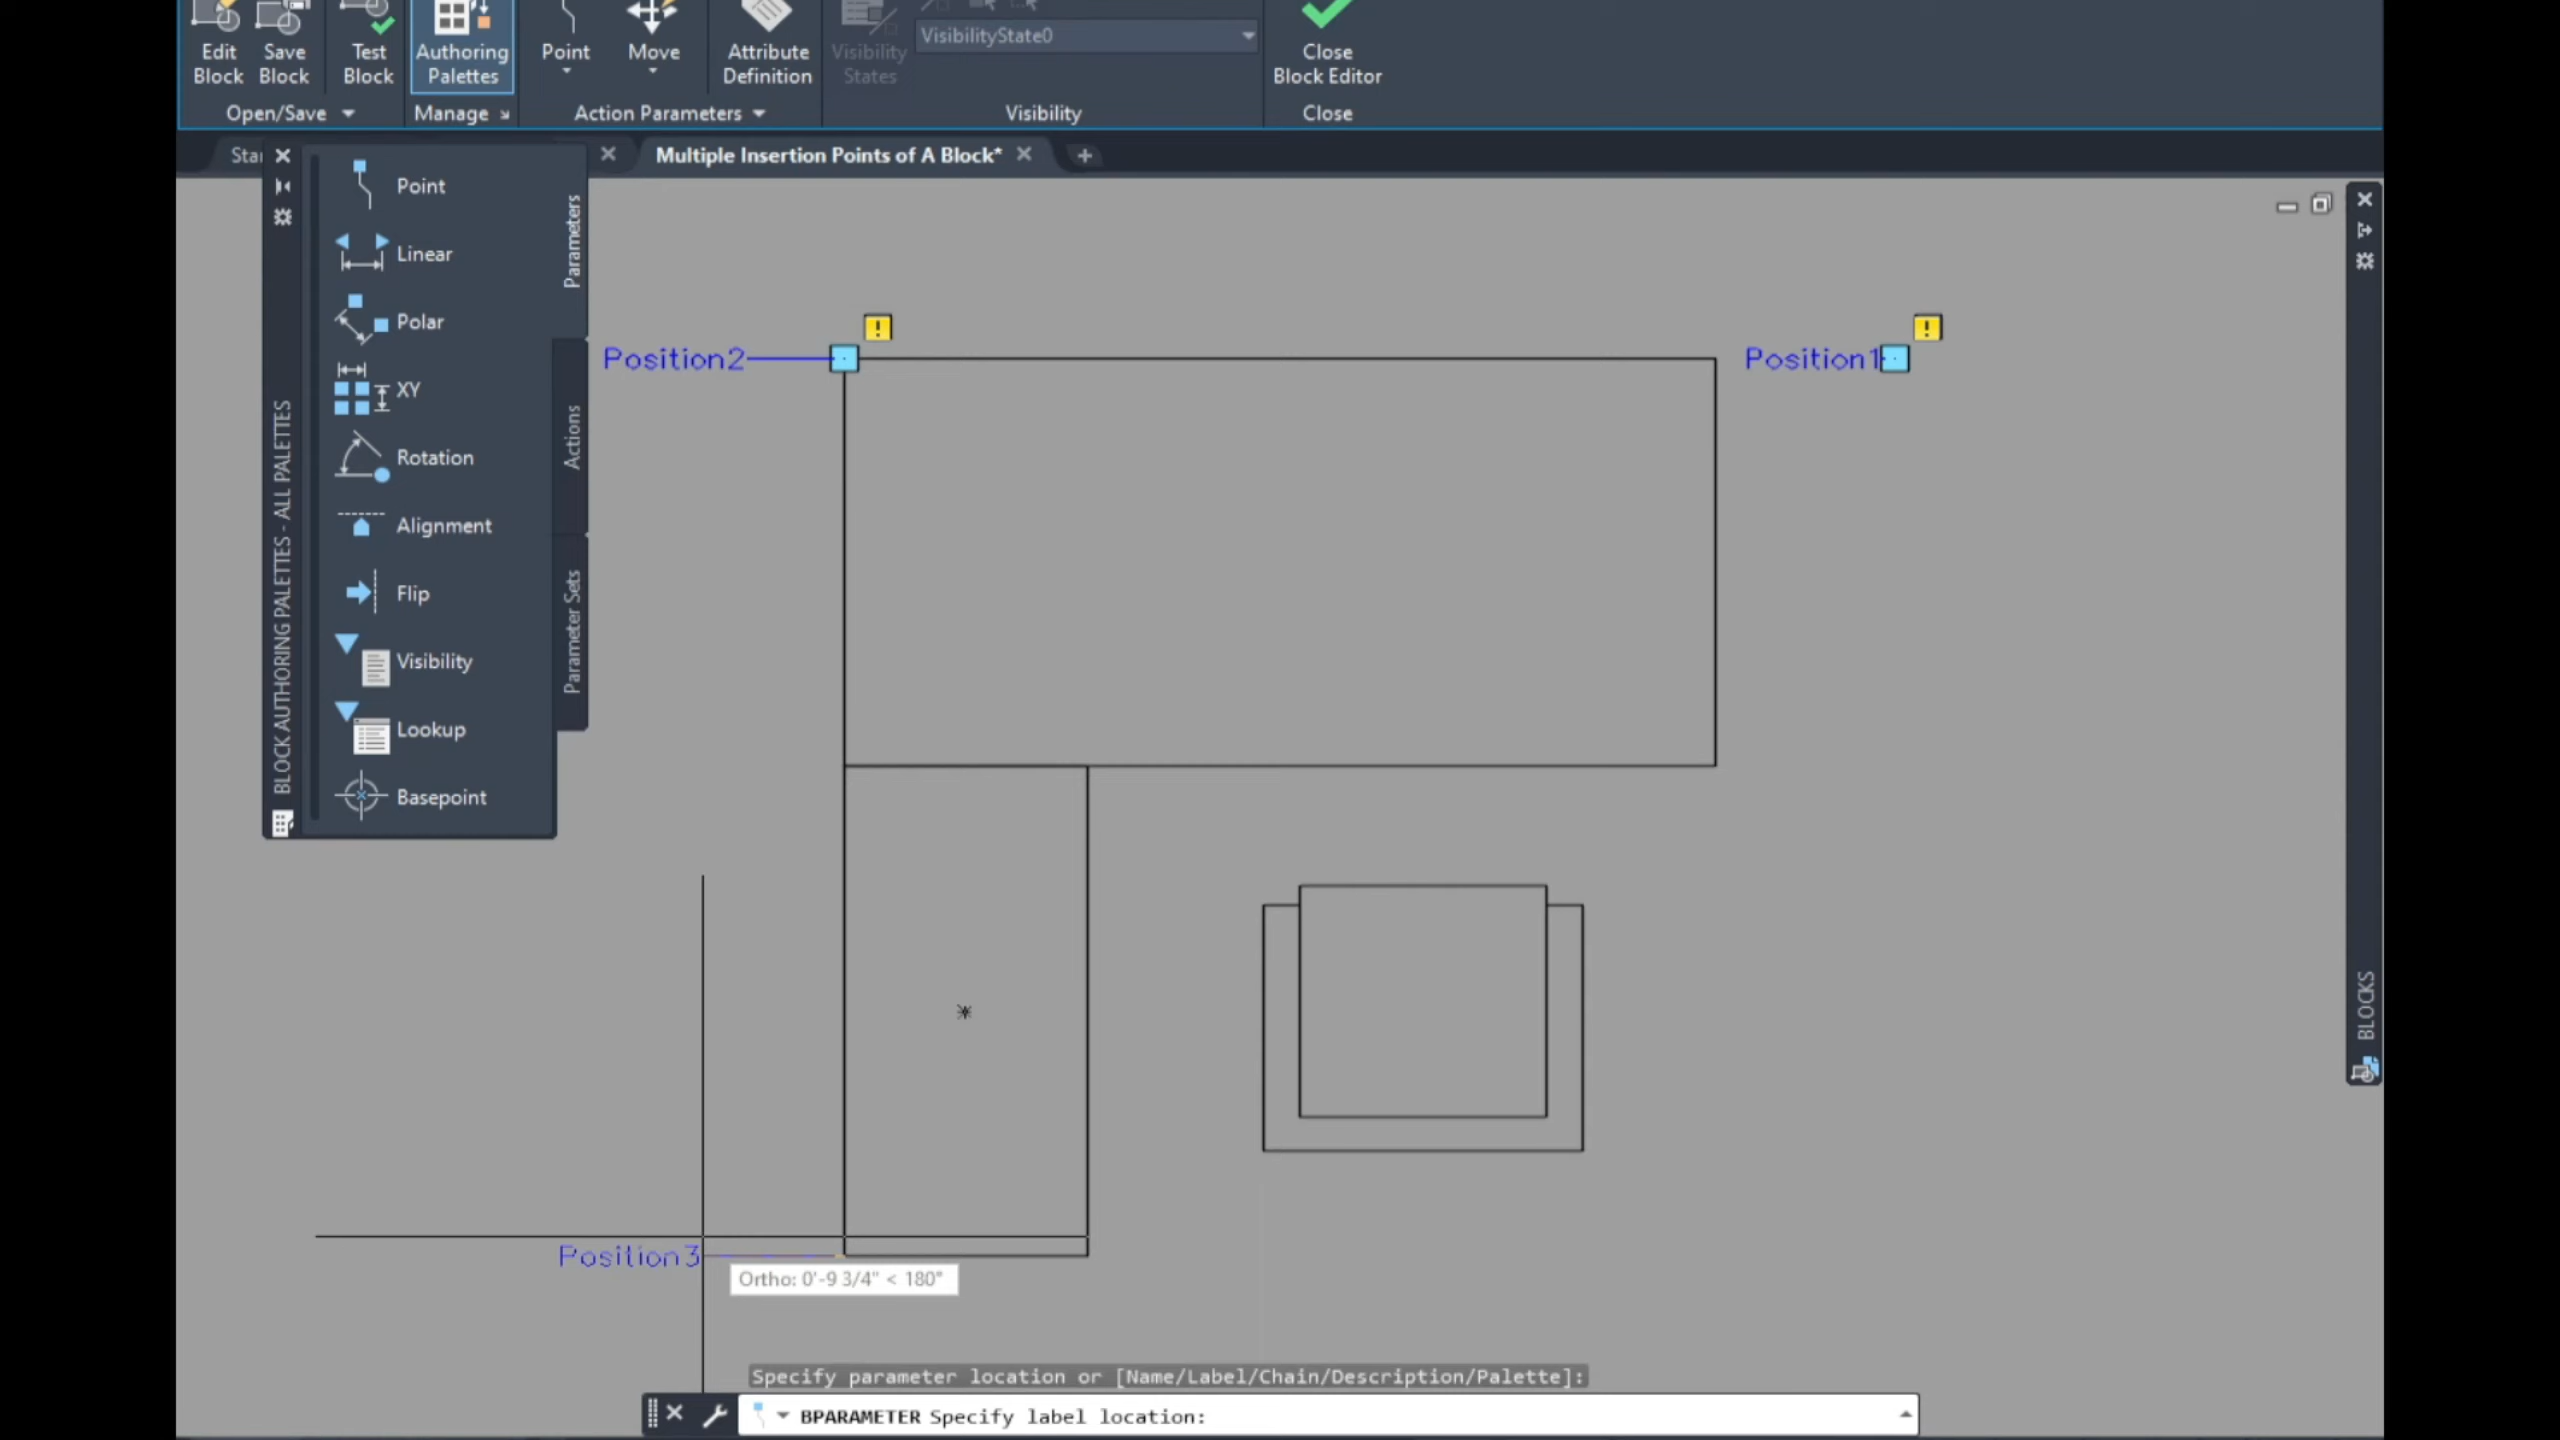 Edit Block
Save Block
Test Block
Authoring Palettes
Point
Move
Attribute Definition
Visibility States
VisibilityState0
Close Block Editor
Open/Save
Manage
Action Parameters
Visibility
Close
Sta
Multiple Insertion Points of A Block*
Point
Linear
Polar
XY
Rotation
Alignment
Flip
Visibility
Lookup
Basepoint
Parameters
Actions
Parameter Sets
BLOCK AUTHORING PALETTES - ALL PALETTES
Position2
Position1
Position3
Ortho: 0'-9 3/4" < 180°
BLOCKS
Specify parameter location or [Name/Label/Chain/Description/Palette]:
BPARAMETER Specify label location: